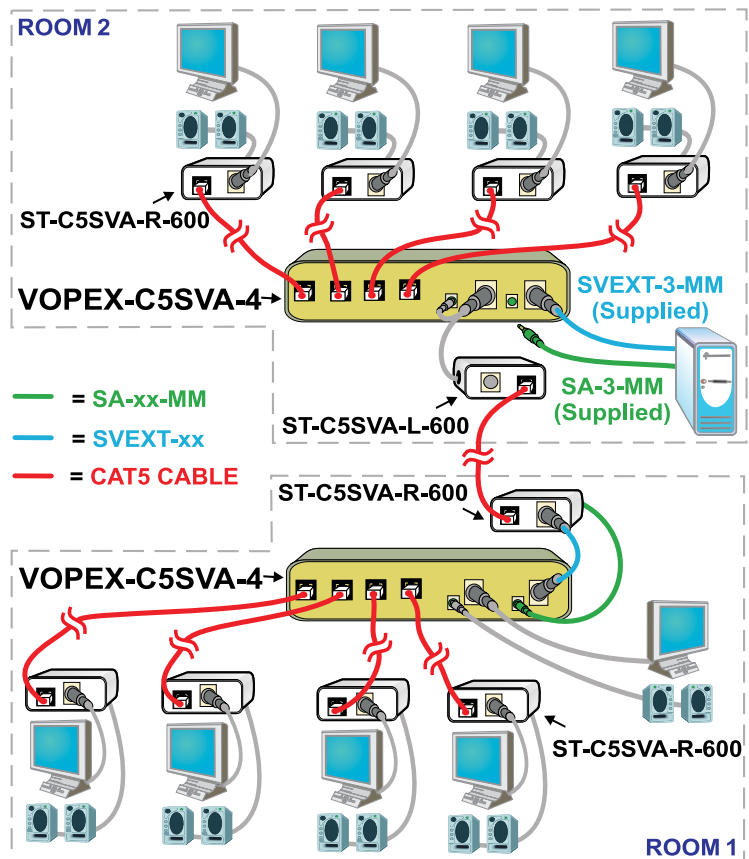 ROOM 2
ST-C5SVA-R-600
VOPEX-C5SVA-4
SVEXT-3-MM
(Supplied)
SA-3-MM
(Supplied)
ST-C5SVA-L-600
= SA-xx-MM
= SVEXT-xx
= CAT5 CABLE
ST-C5SVA-R-600
VOPEX-C5SVA-4
ST-C5SVA-R-600
ROOM 1